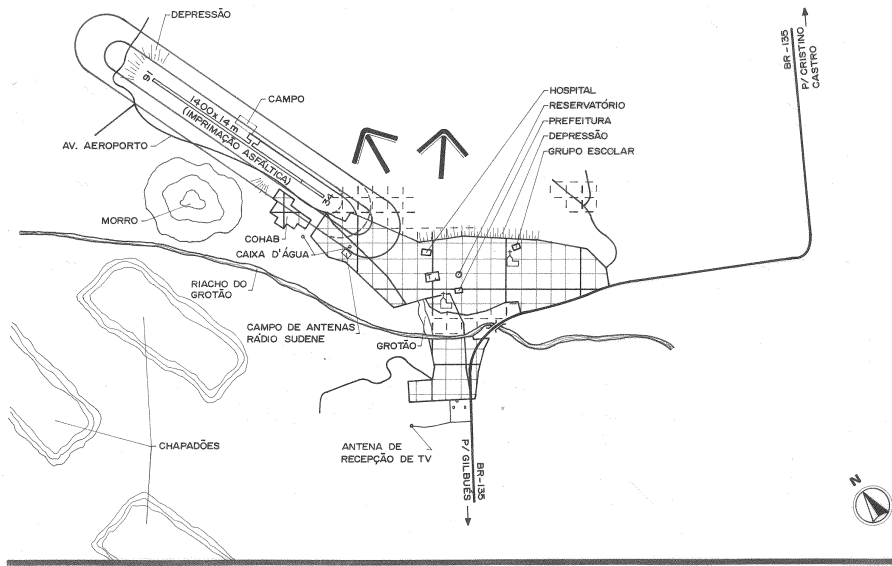 DEPRESSÃO
BR-135
P/ CRISTINO
CASTRO
16
1400 x 14 m
(IMPRIMAÇÃO ASFÁLTICA)
34
CAMPO
AV. AEROPORTO
HOSPITAL
RESERVATÓRIO
PREFEITURA
DEPRESSÃO
GRUPO ESCOLAR
MORRO
COHAB
CAIXA D'ÁGUA
RIACHO DO
GROTÃO
CAMPO DE ANTENAS
RÁDIO SUDENE
GROTÃO
CHAPADÕES
ANTENA DE
RECEPÇÃO DE TV
P/ GILBUÉS
BR-135
N